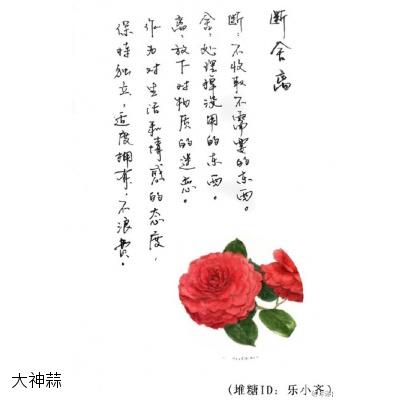 断舍离
断：不收取不需要的东西。
舍：处理掉没用的东西。
离：放下对物质的迷恋。
作为对生活和情感的态度，
保持独立，适度拥有，不浪费。
大神蒜
(堆糖ID：乐小斉)